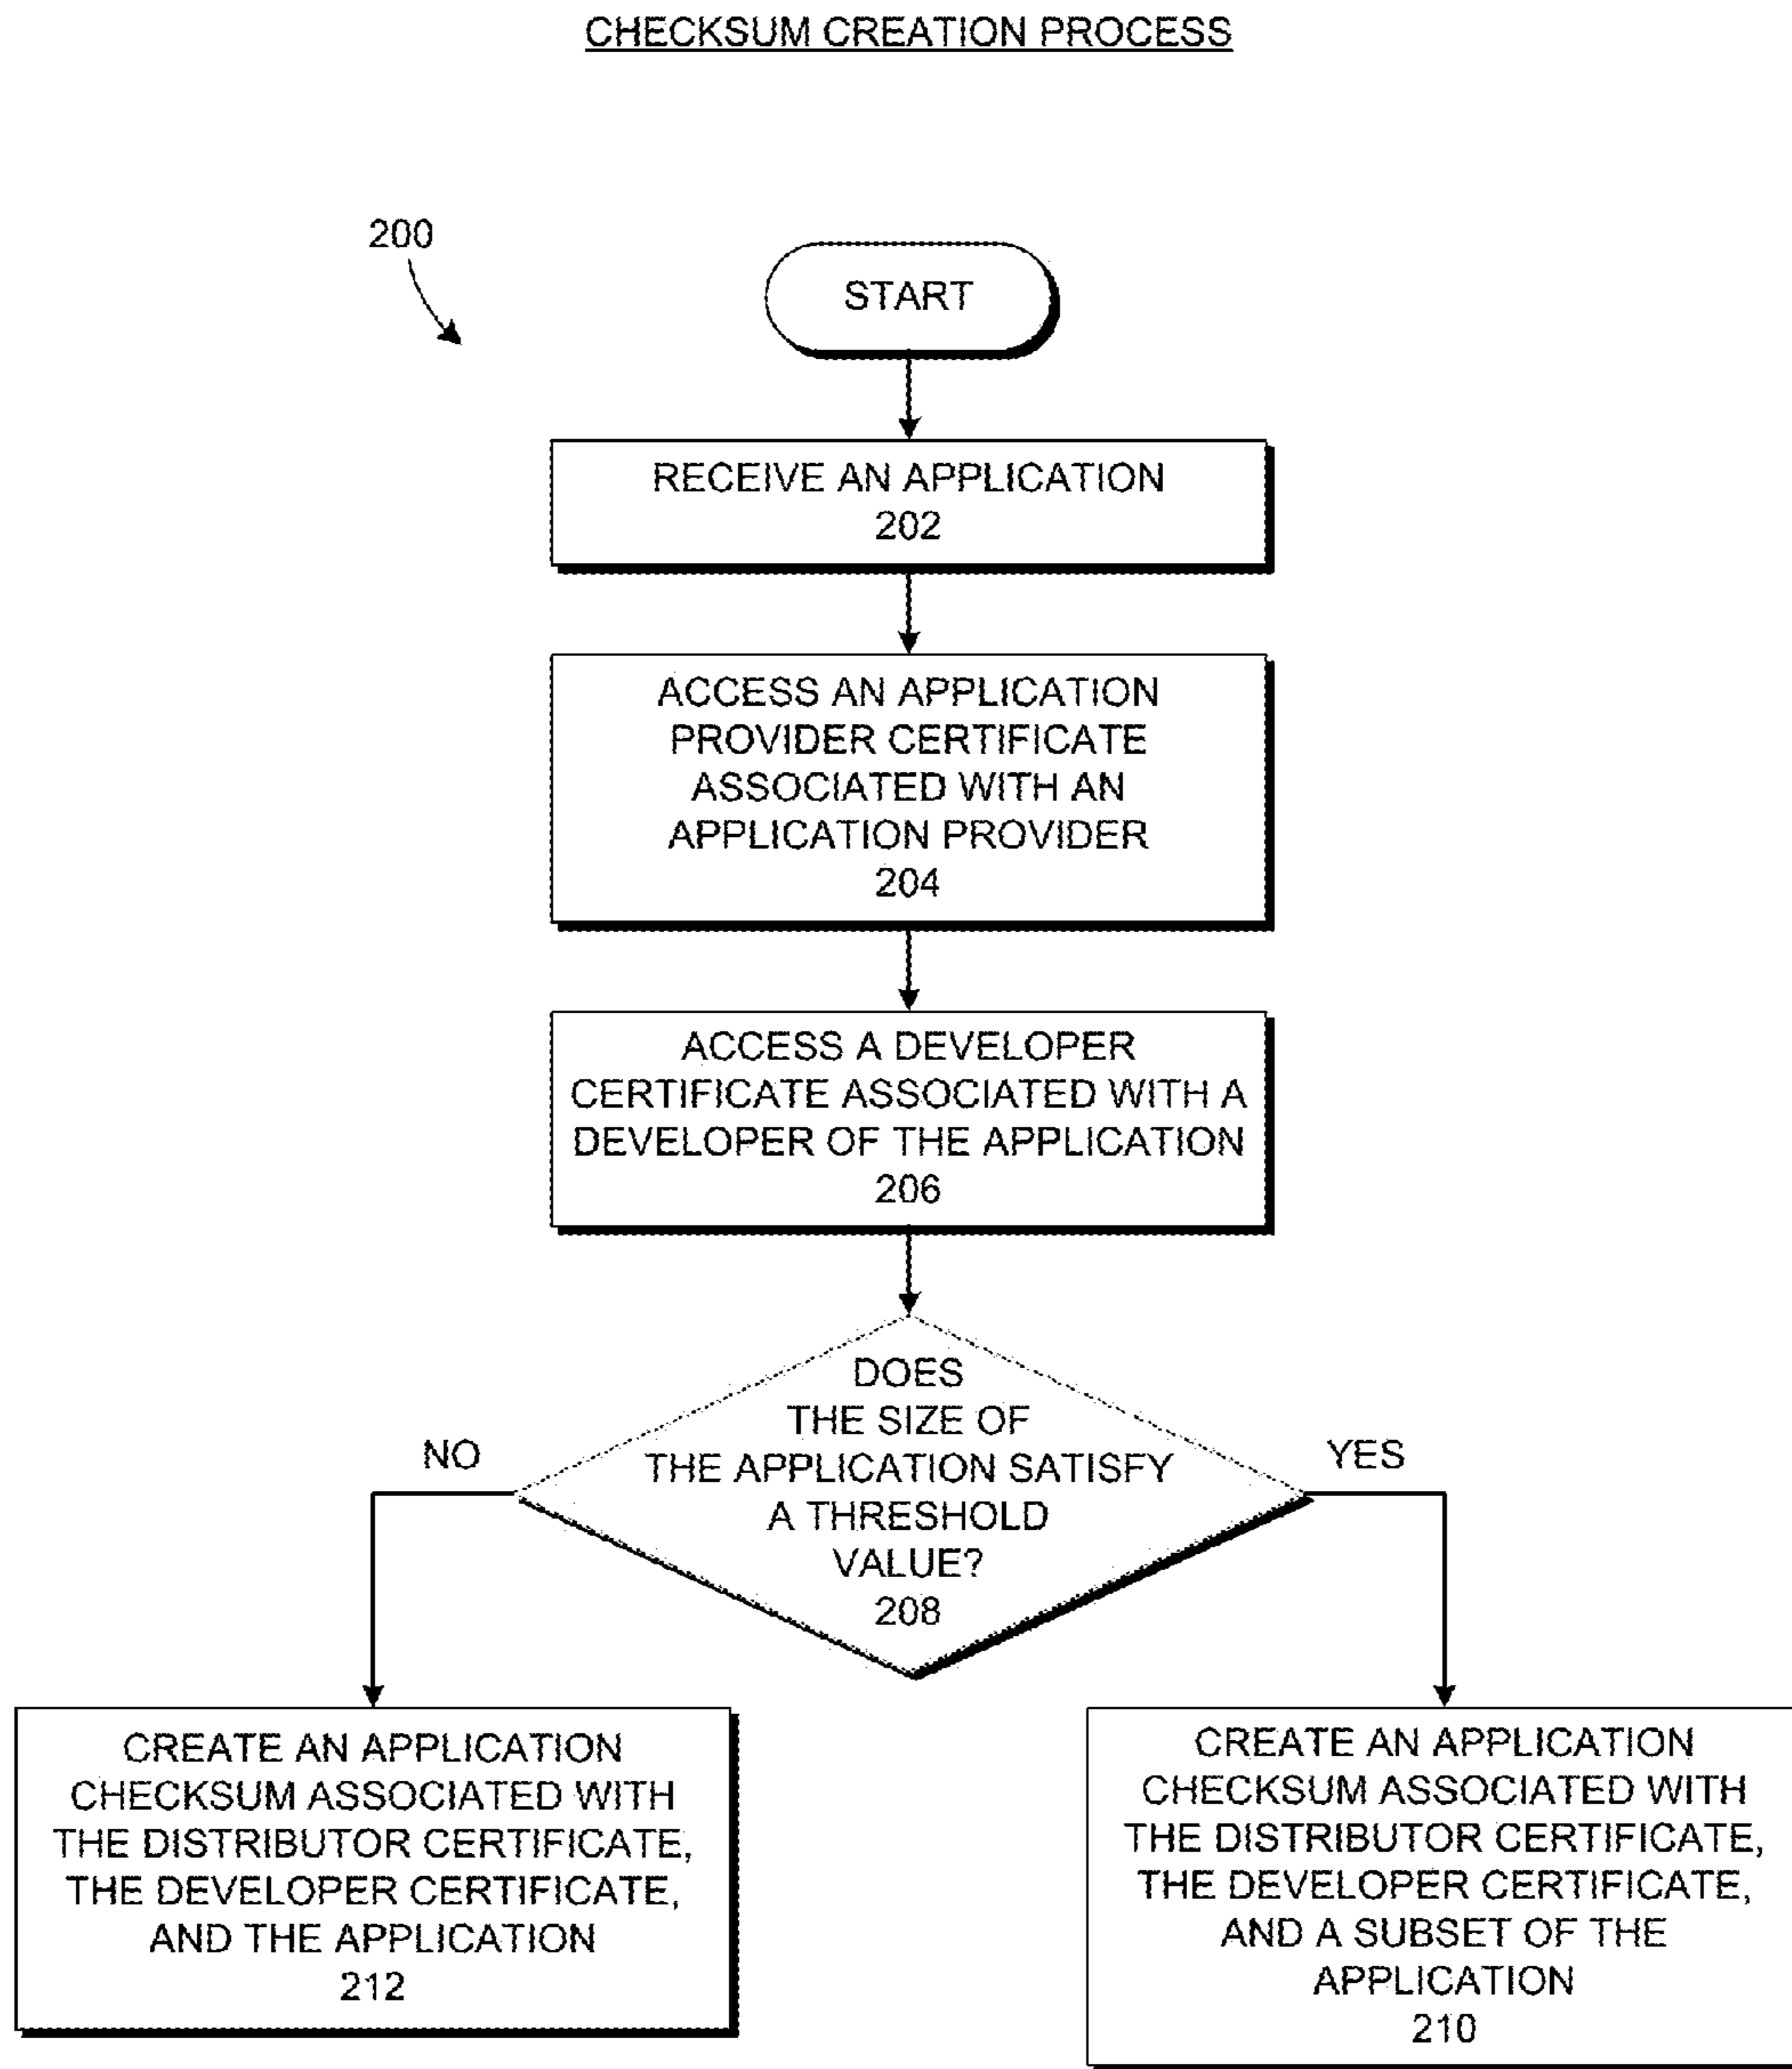 CHECKSUM CREATION PROCESS
200
START
RECEIVE AN APPLICATION
202
ACCESS AN APPLICATION
PROVIDER CERTIFICATE
ASSOCIATED WITH AN
APPLICATION PROVIDER
204
ACCESS A DEVELOPER
CERTIFICATE ASSOCIATED WITH A
DEVELOPER OF THE APPLICATION
206
DOES
THE SIZE OF
THE APPLICATION SATISFY
A THRESHOLD
VALUE?
208
NO
YES
CREATE AN APPLICATION
CHECKSUM ASSOCIATED WITH
THE DISTRIBUTOR CERTIFICATE,
THE DEVELOPER CERTIFICATE,
AND THE APPLICATION
212
CREATE AN APPLICATION
CHECKSUM ASSOCIATED WITH
THE DISTRIBUTOR CERTIFICATE,
THE DEVELOPER CERTIFICATE,
AND A SUBSET OF THE
APPLICATION
210